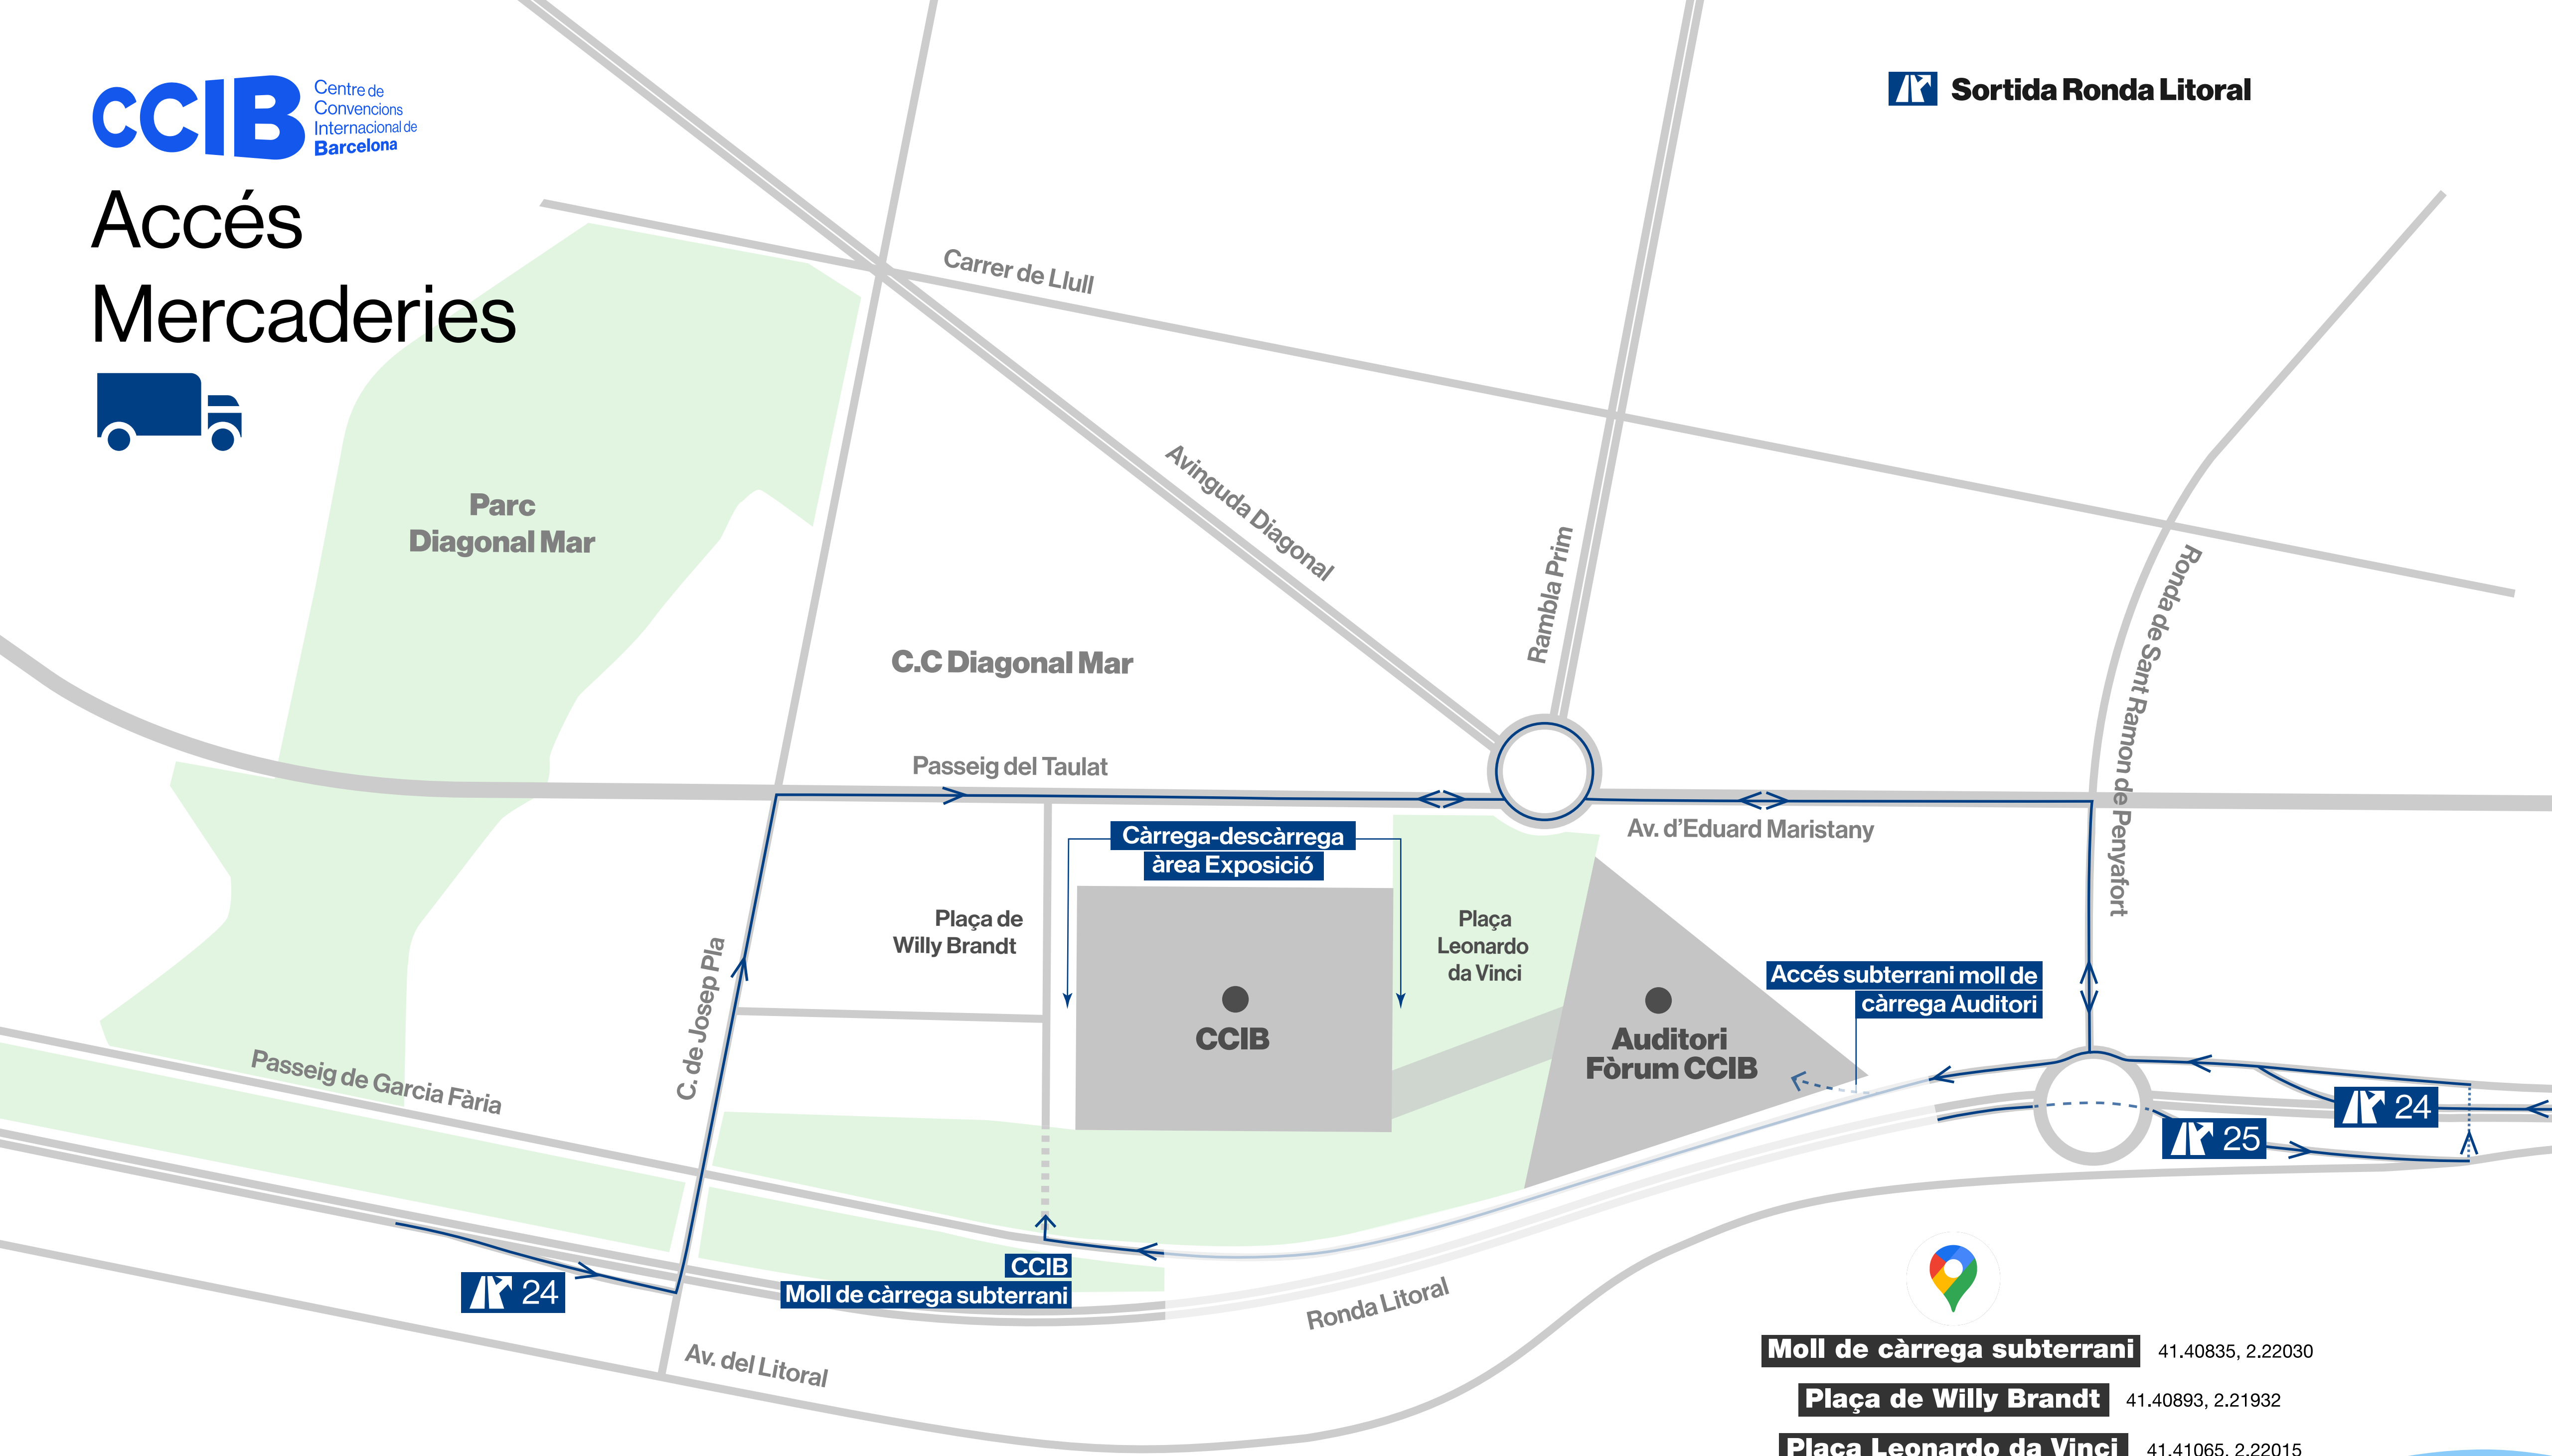 CCIB
Centre de
Convencions
Internacional de
Barcelona
Accés
Mercaderies
Sortida Ronda Litoral
Carrer de Llull
Avinguda Diagonal
Rambla Prim
Ronda de Sant Ramon de Penyafort
Parc
Diagonal Mar
C.C Diagonal Mar
Passeig del Taulat
Av. d'Eduard Maristany
Càrrega-descàrrega
àrea Exposició
Plaça de
Willy Brandt
Plaça
Leonardo
da Vinci
C. de Josep Pla
CCIB
Auditori
Fòrum CCIB
Accés subterrani moll de
càrrega Auditori
Passeig de Garcia Fària
24
25
24
CCIB
Moll de càrrega subterrani
Ronda Litoral
Av. del Litoral
Moll de càrrega subterrani 41.40835, 2.22030
Plaça de Willy Brandt 41.40893, 2.21932
Plaça Leonardo da Vinci 41.41065, 2.22015